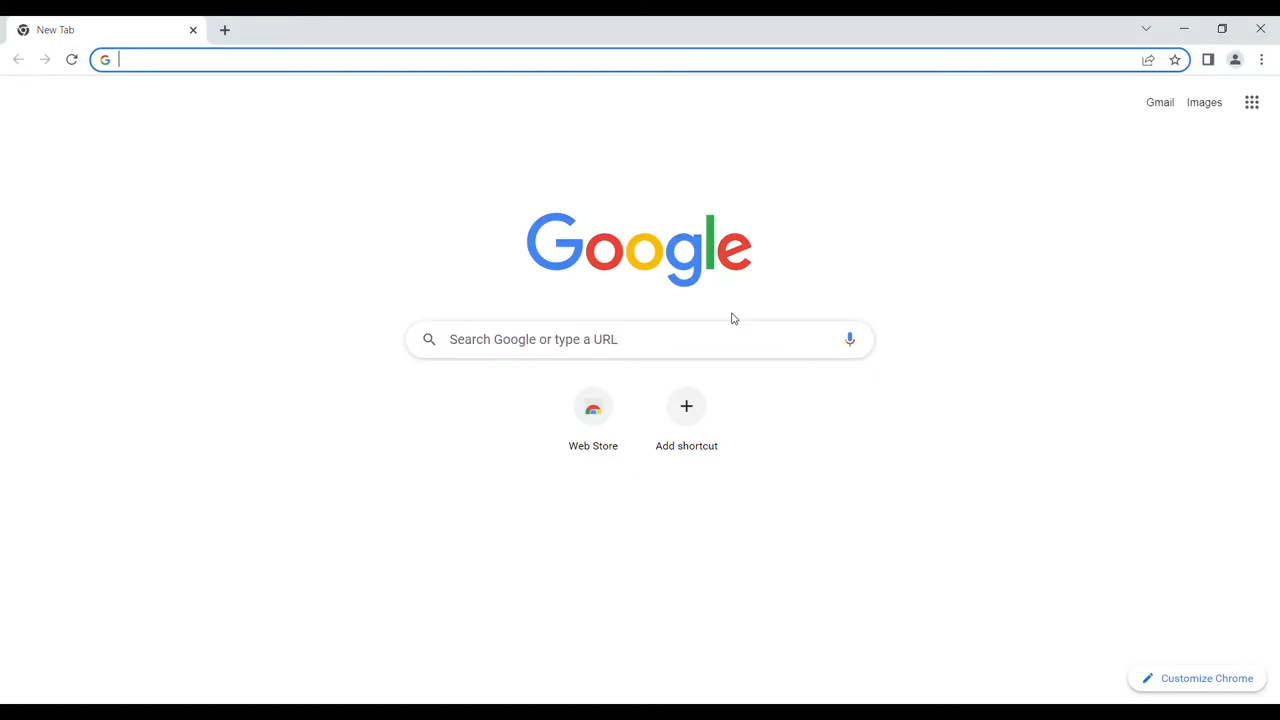 New Tab
Gmail Images
Google
Search Google or type a URL
Web Store
Add shortcut
Customize Chrome